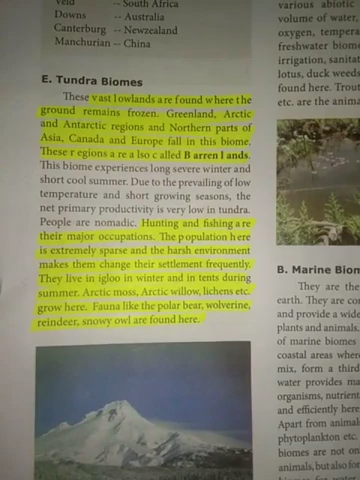 Veld -- South Africa
Downs -- Australia
Canterburg -- Newzealand
Manchurian -- China
E. Tundra Biomes
These vast lowlands are found where the
ground remains frozen. Greenland, Arctic
and Antarctic regions and Northern parts of
Asia, Canada and Europe fall in this biome.
These regions are also called Barren lands.
This biome experiences long severe winter and
short cool summer. Due to the prevailing of low
temperature and short growing seasons, the
net primary productivity is very low in tundra.
People are nomadic. Hunting and fishing are
their major occupations. The population here
is extremely sparse and the harsh environment
makes them change their settlement frequently.
They live in igloo in winter and in tents during
summer. Arctic moss, Arctic willow, lichens etc.
grow here. Fauna like the polar bear, wolverine,
reindeer, snowy owl are found here.
various abiotic
volume of water,
oxygen, tempera
freshwater biome
irrigation, sanitat
lotus, duck weeds
found here. Trout
etc. are the anima
B. Marine Biom
They are the
earth. They are con
and provide a wide
plants and animals.
of marine biomes
coastal areas where
mix, form a third
water provides ma
organisms, nutrient
and efficiently here
Apart from animal
phytoplankton etc.
biomes are not on
animals, but also for